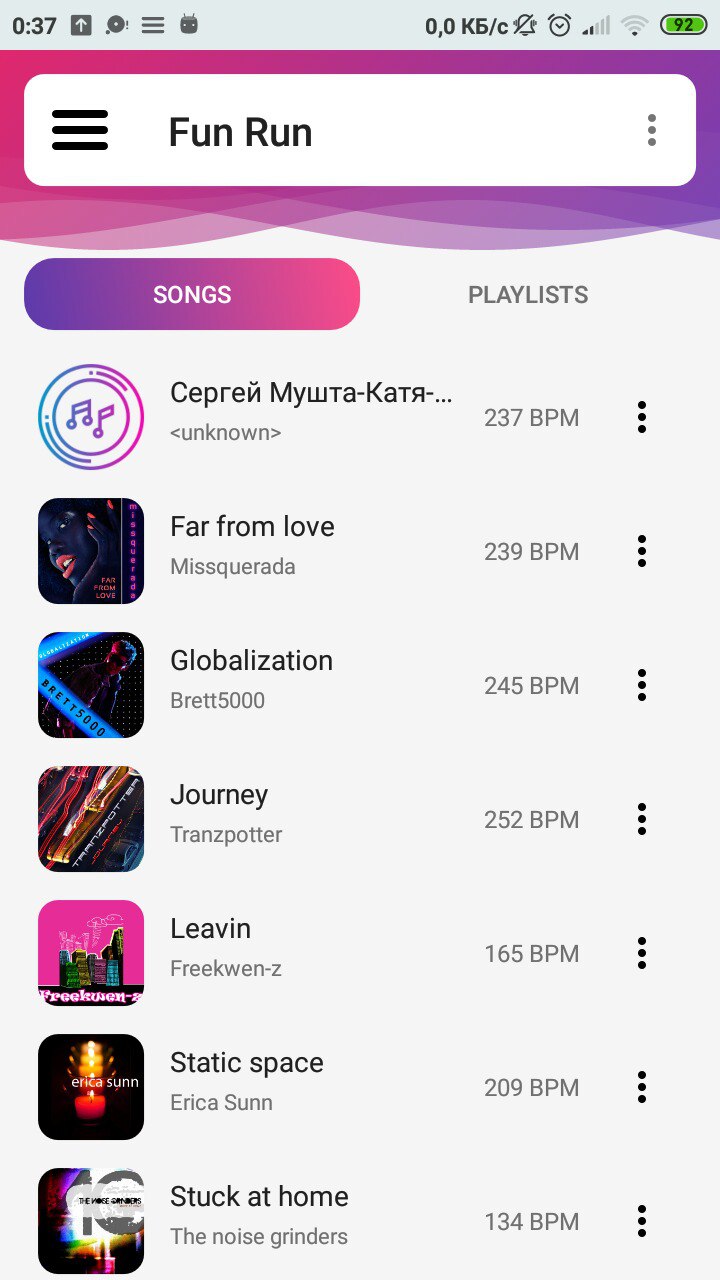 0:37
0,0 КБ/с
92
Fun Run
SONGS
PLAYLISTS
Сергей Мушта-Катя-...
237 BPM
<unknown>
missquerada
FAR
FROM
LOVE
Far from love
239 BPM
Missquerada
GLOBALIZATION
BRETT5000
Globalization
245 BPM
Brett5000
TRANZPOTTER
JOURNEY
Journey
252 BPM
Tranzpotter
Freekwen-z
Leavin
165 BPM
Freekwen-z
erica sunn
Static space
209 BPM
Erica Sunn
THE NOISE GRINDERS
Stuck at home
134 BPM
The noise grinders